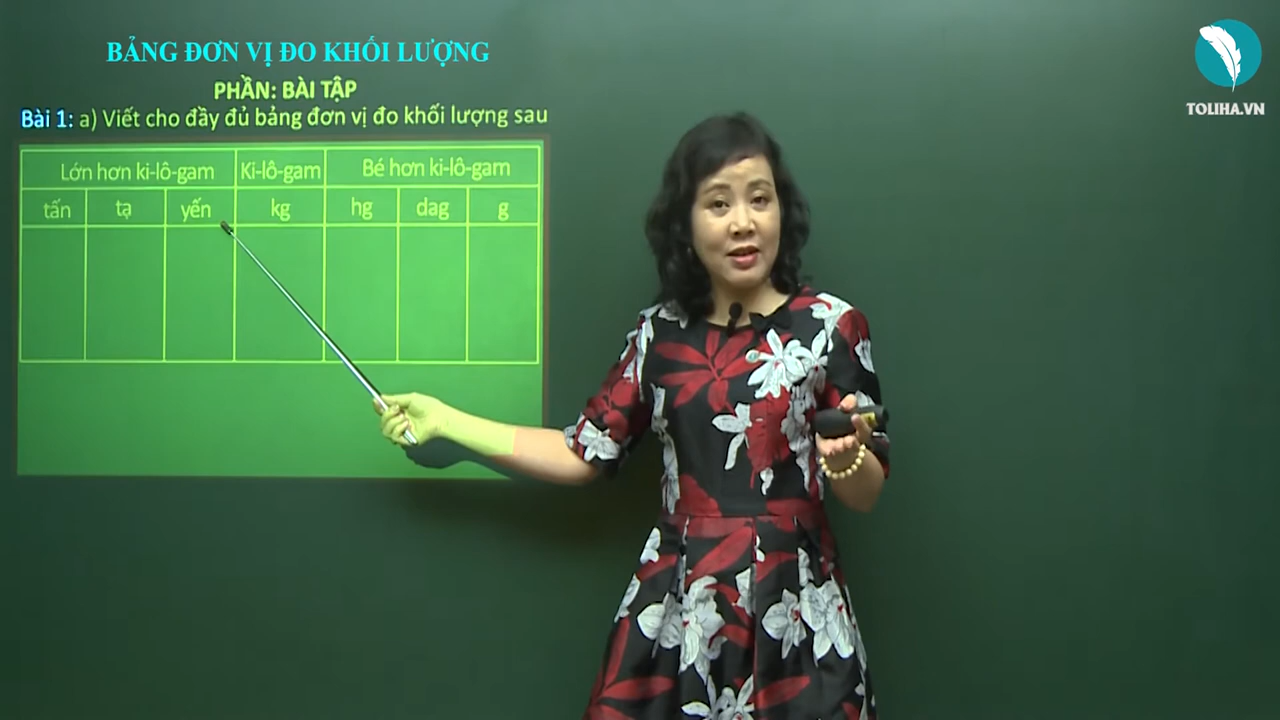 BẢNG ĐƠN VỊ ĐO KHỐI LƯỢNG
PHẦN: BÀI TẬP
Bài 1: a) Viết cho đầy đủ bảng đơn vị đo khối lượng sau
Lớn hơn ki-lô-gam Ki-lô-gam Bé hơn ki-lô-gam
tấn tạ yến kg hg dag g
TOLIHA.VN